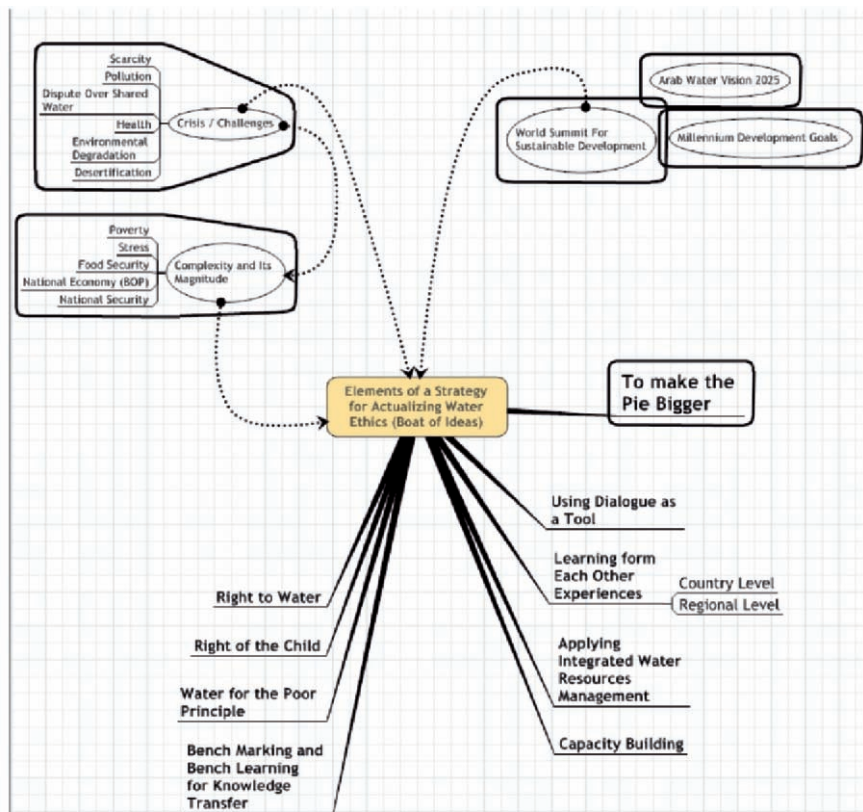 Scarcity
Pollution
Dispute Over Shared
Water
Health
Environmental
Degradation
Desertification
Crisis / Challenges
Arab Water Vision 2025
World Summit For
Sustainable Development
Millennium Development Goals
Poverty
Stress
Food Security
National Economy (BOP)
National Security
Complexity and Its
Magnitude
Elements of a Strategy
for Actualizing Water
Ethics (Boat of Ideas)
To make the
Pie Bigger
Using Dialogue as
a Tool
Learning form
Each Other
Experiences
Country Level
Regional Level
Applying
Integrated Water
Resources
Management
Capacity Building
Right to Water
Right of the Child
Water for the Poor
Principle
Bench Marking and
Bench Learning
for Knowledge
Transfer